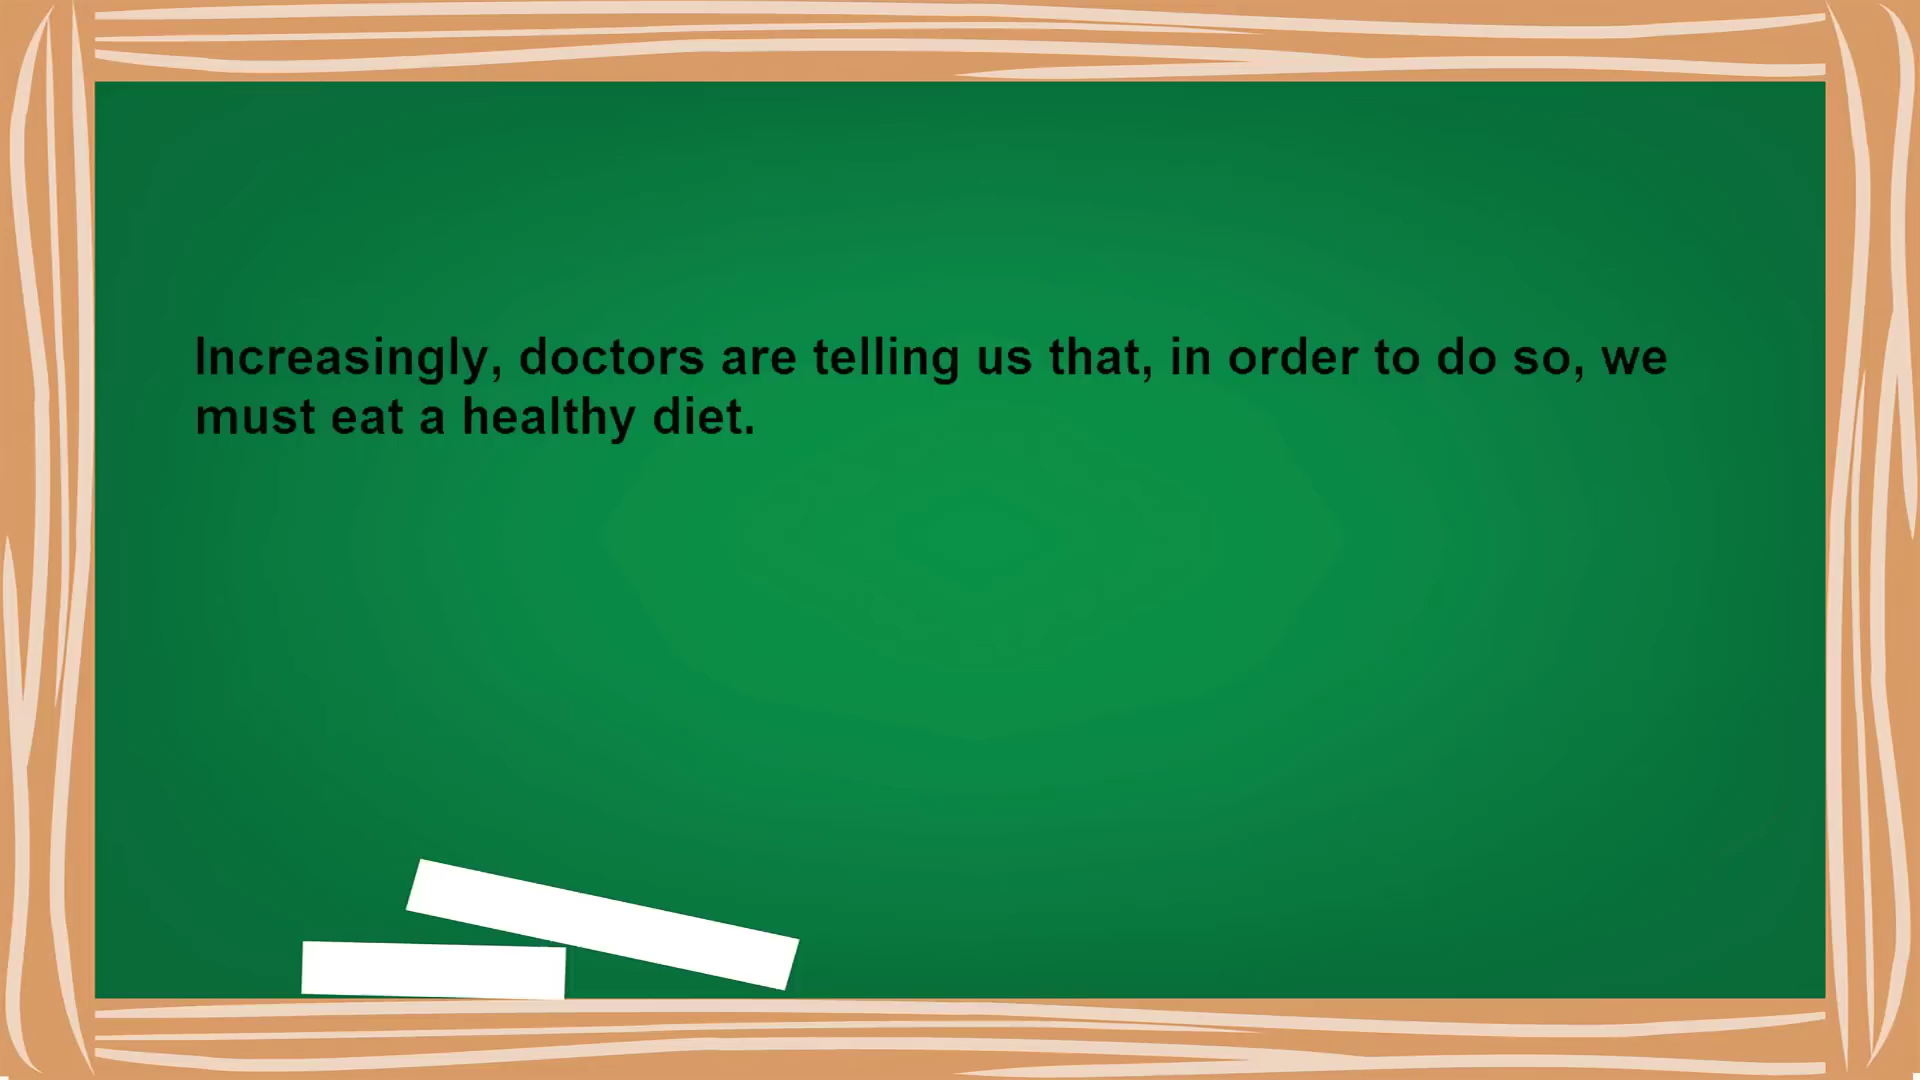 Increasingly, doctors are telling us that, in order to do so, we
must eat a healthy diet.